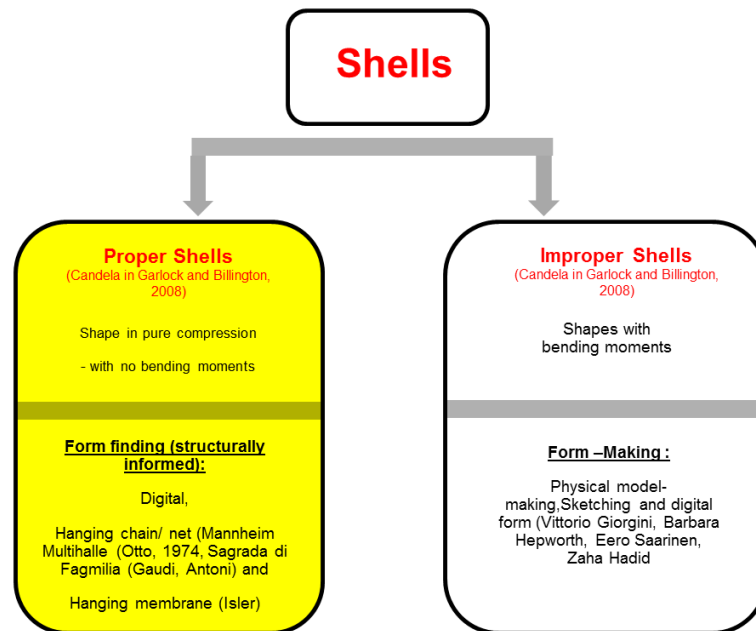 Shells
Proper Shells
(Candela in Garlock and Billington,
2008)
Shape in pure compression
- with no bending moments
Form finding (structurally
informed):
Digital,
Hanging chain/ net (Mannheim
Multihalle (Otto, 1974, Sagrada di
Fagmilia (Gaudi, Antoni) and
Hanging membrane (Isler)
Improper Shells
(Candela in Garlock and Billington,
2008)
Shapes with
bending moments
Form –Making :
Physical model-
making,Sketching and digital
form (Vittorio Giorgini, Barbara
Hepworth, Eero Saarinen,
Zaha Hadid